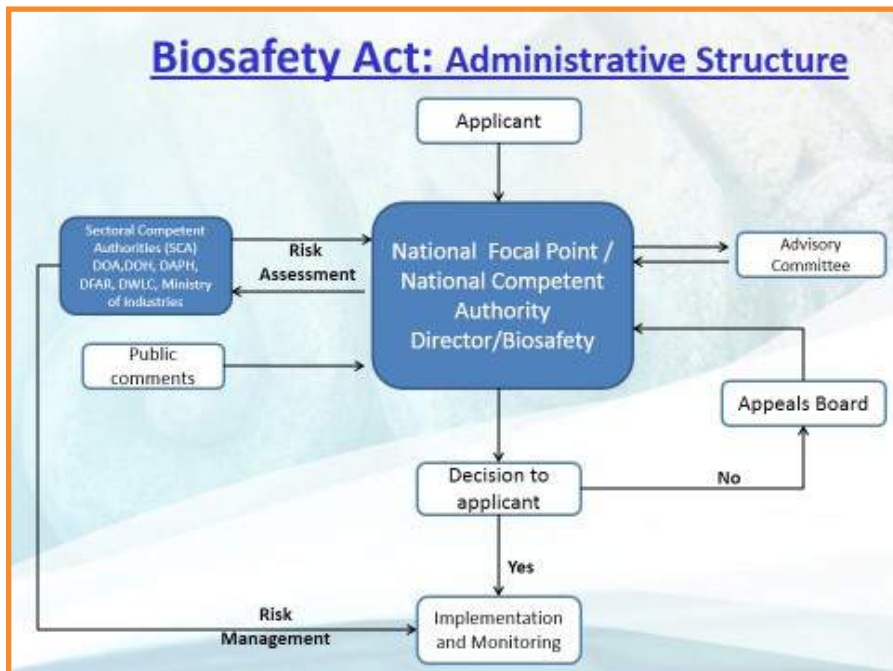 Biosafety Act: Administrative Structure
Applicant
Sectoral Competent
Authorities (SCA)
DOA,DOH, DAPH,
DFAR, DWLC, Ministry
of Industries
Risk
Assessment
National Focal Point /
National Competent
Authority
Director/Biosafety
Advisory
Committee
Public
comments
Appeals Board
Decision to
applicant
No
Yes
Risk
Management
Implementation
and Monitoring